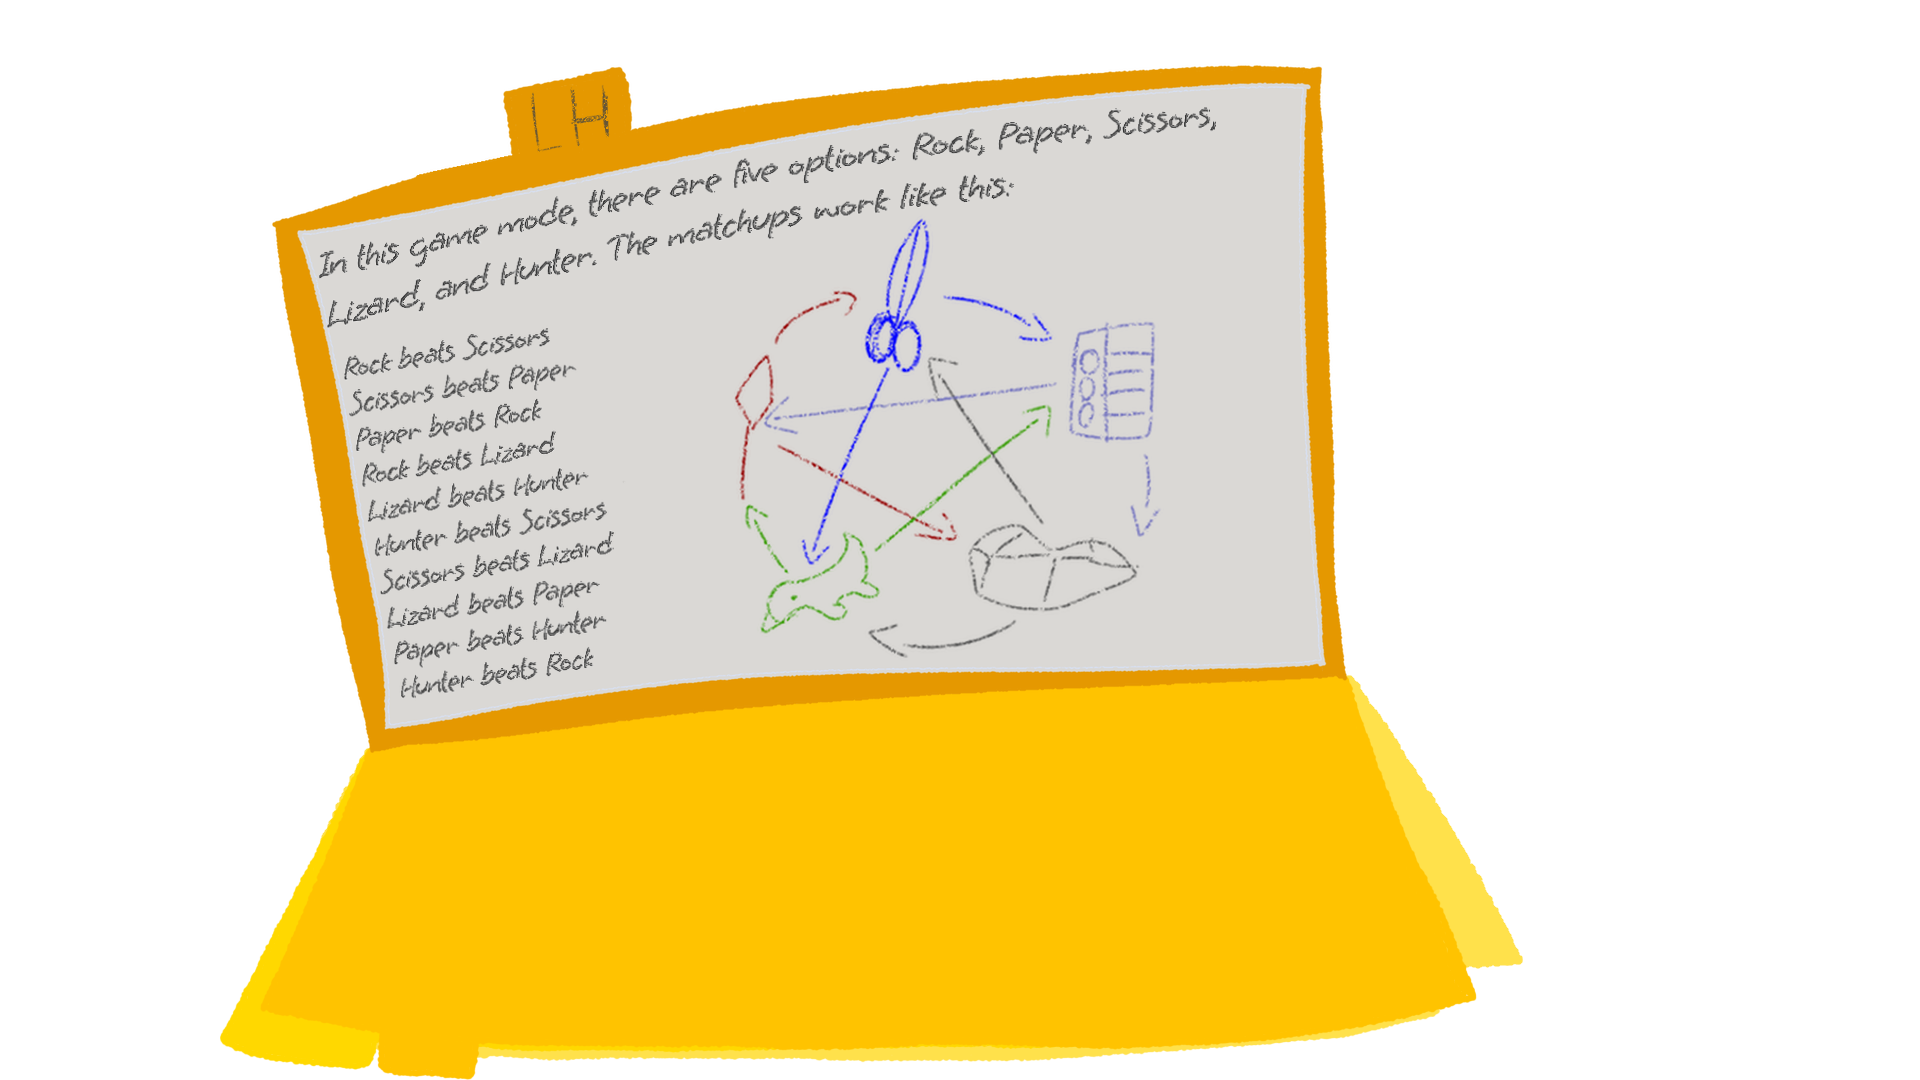 LH
In this game mode, there are five options: Rock, Paper, Scissors,
Lizard, and Hunter. The matchups work like this:
Rock beats Scissors
Scissors beats Paper
Paper beats Rock
Rock beats Lizard
Lizard beats Hunter
Hunter beats Scissors
Scissors beats Lizard
Lizard beats Paper
Paper beats Hunter
Hunter beats Rock